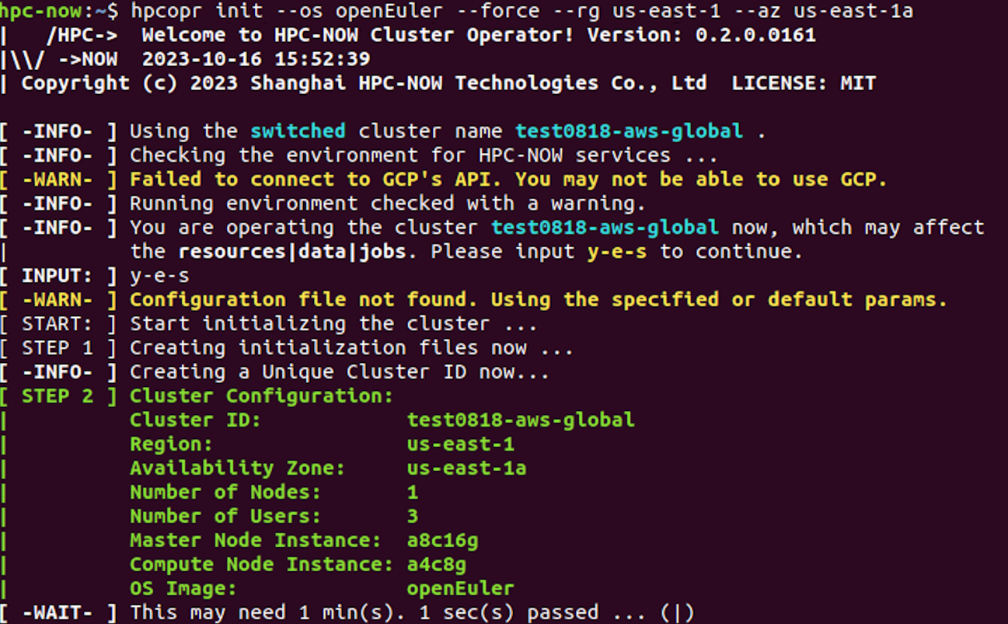 hpc-now:~$ hpcopr init --os openEuler --force --rg us-east-1 --az us-east-1a
|   /HPC->  Welcome to HPC-NOW Cluster Operator! Version: 0.2.0.0161
|\\/ ->NOW  2023-10-16 15:52:39
| Copyright (c) 2023 Shanghai HPC-NOW Technologies Co., Ltd  LICENSE: MIT
[ -INFO- ] Using the switched cluster name test0818-aws-global .
[ -INFO- ] Checking the environment for HPC-NOW services ...
[ -WARN- ] Failed to connect to GCP's API. You may not be able to use GCP.
[ -INFO- ] Running environment checked with a warning.
[ -INFO- ] You are operating the cluster test0818-aws-global now, which may affect
|          the resources|data|jobs. Please input y-e-s to continue.
[ INPUT: ] y-e-s
[ -WARN- ] Configuration file not found. Using the specified or default params.
[ START: ] Start initializing the cluster ...
[ STEP 1 ] Creating initialization files now ...
[ -INFO- ] Creating a Unique Cluster ID now...
[ STEP 2 ] Cluster Configuration:
|          Cluster ID:            test0818-aws-global
|          Region:                us-east-1
|          Availability Zone:     us-east-1a
|          Number of Nodes:       1
|          Number of Users:       3
|          Master Node Instance:  a8c16g
|          Compute Node Instance: a4c8g
|          OS Image:              openEuler
[ -WAIT- ] This may need 1 min(s). 1 sec(s) passed ... (|)